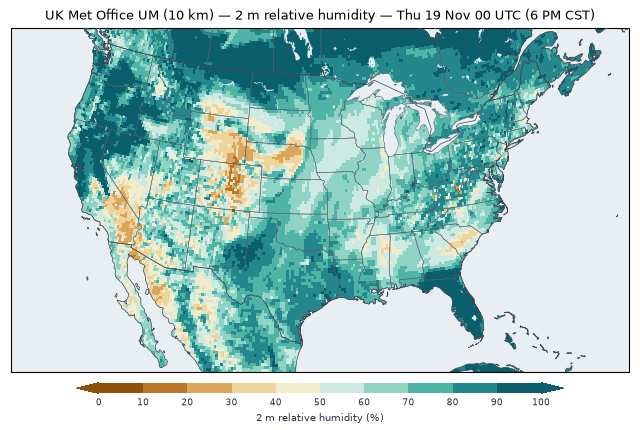 UK Met Office UM (10 km) — 2 m relative humidity — Thu 19 Nov 00 UTC (6 PM CST)
0 10 20 30 40 50 60 70 80 90 100
2 m relative humidity (%)